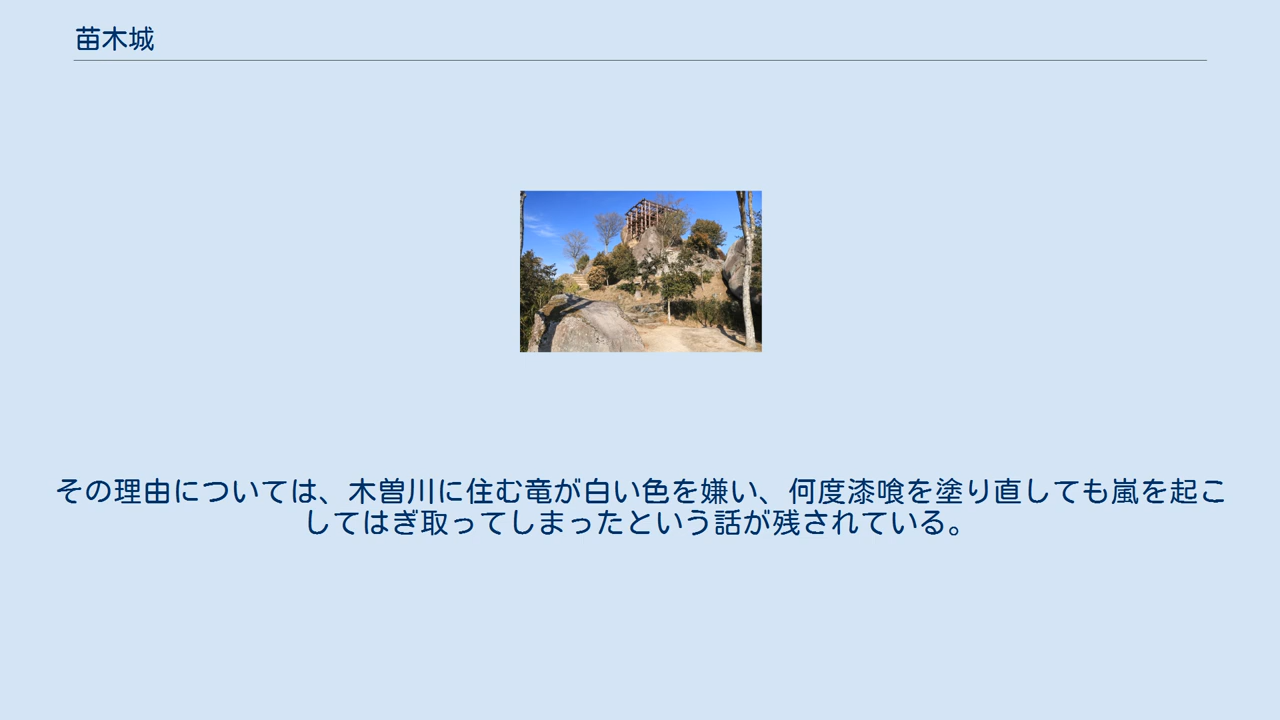 苗木城
その理由については、木曽川に住む竜が白い色を嫌い、何度漆喰を塗り直しても嵐を起こ
してはぎ取ってしまったという話が残されている。